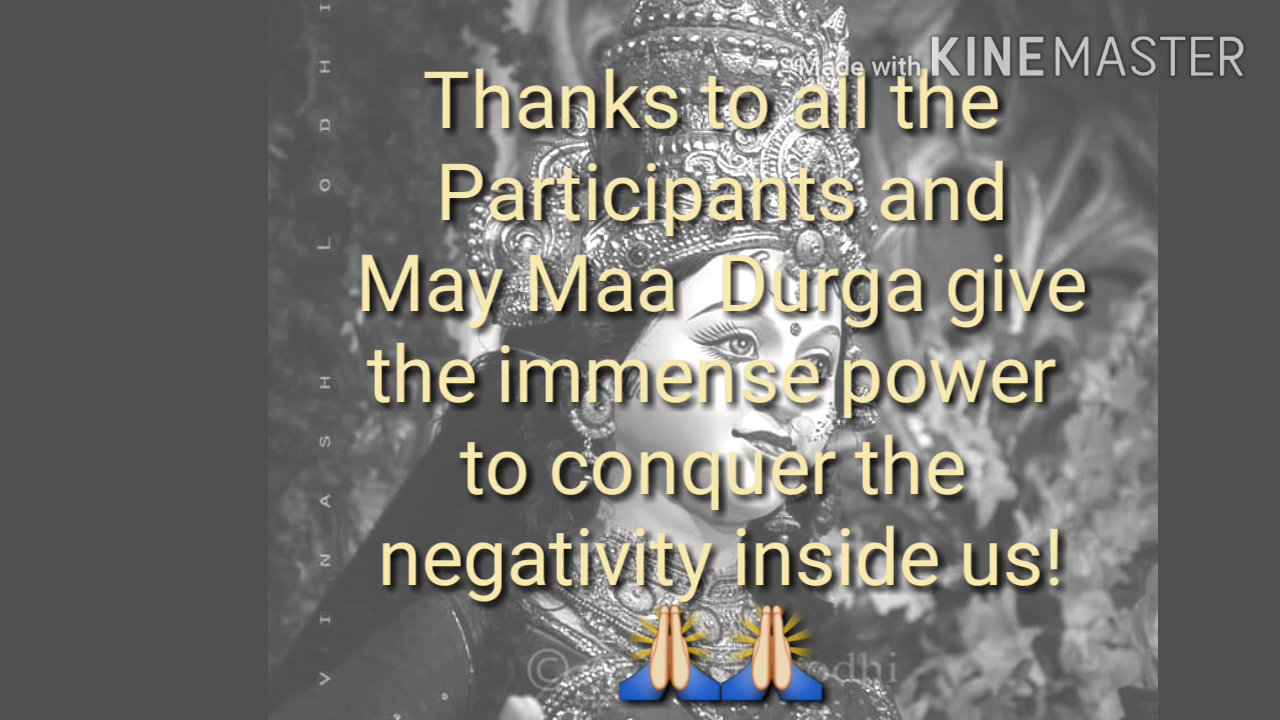 Made with KINEMASTER
Thanks to all the
Participants and
May Maa Durga give
the immense power
to conquer the
negativity inside us!
🙏🙏
©
odhi
VINASH LODHI